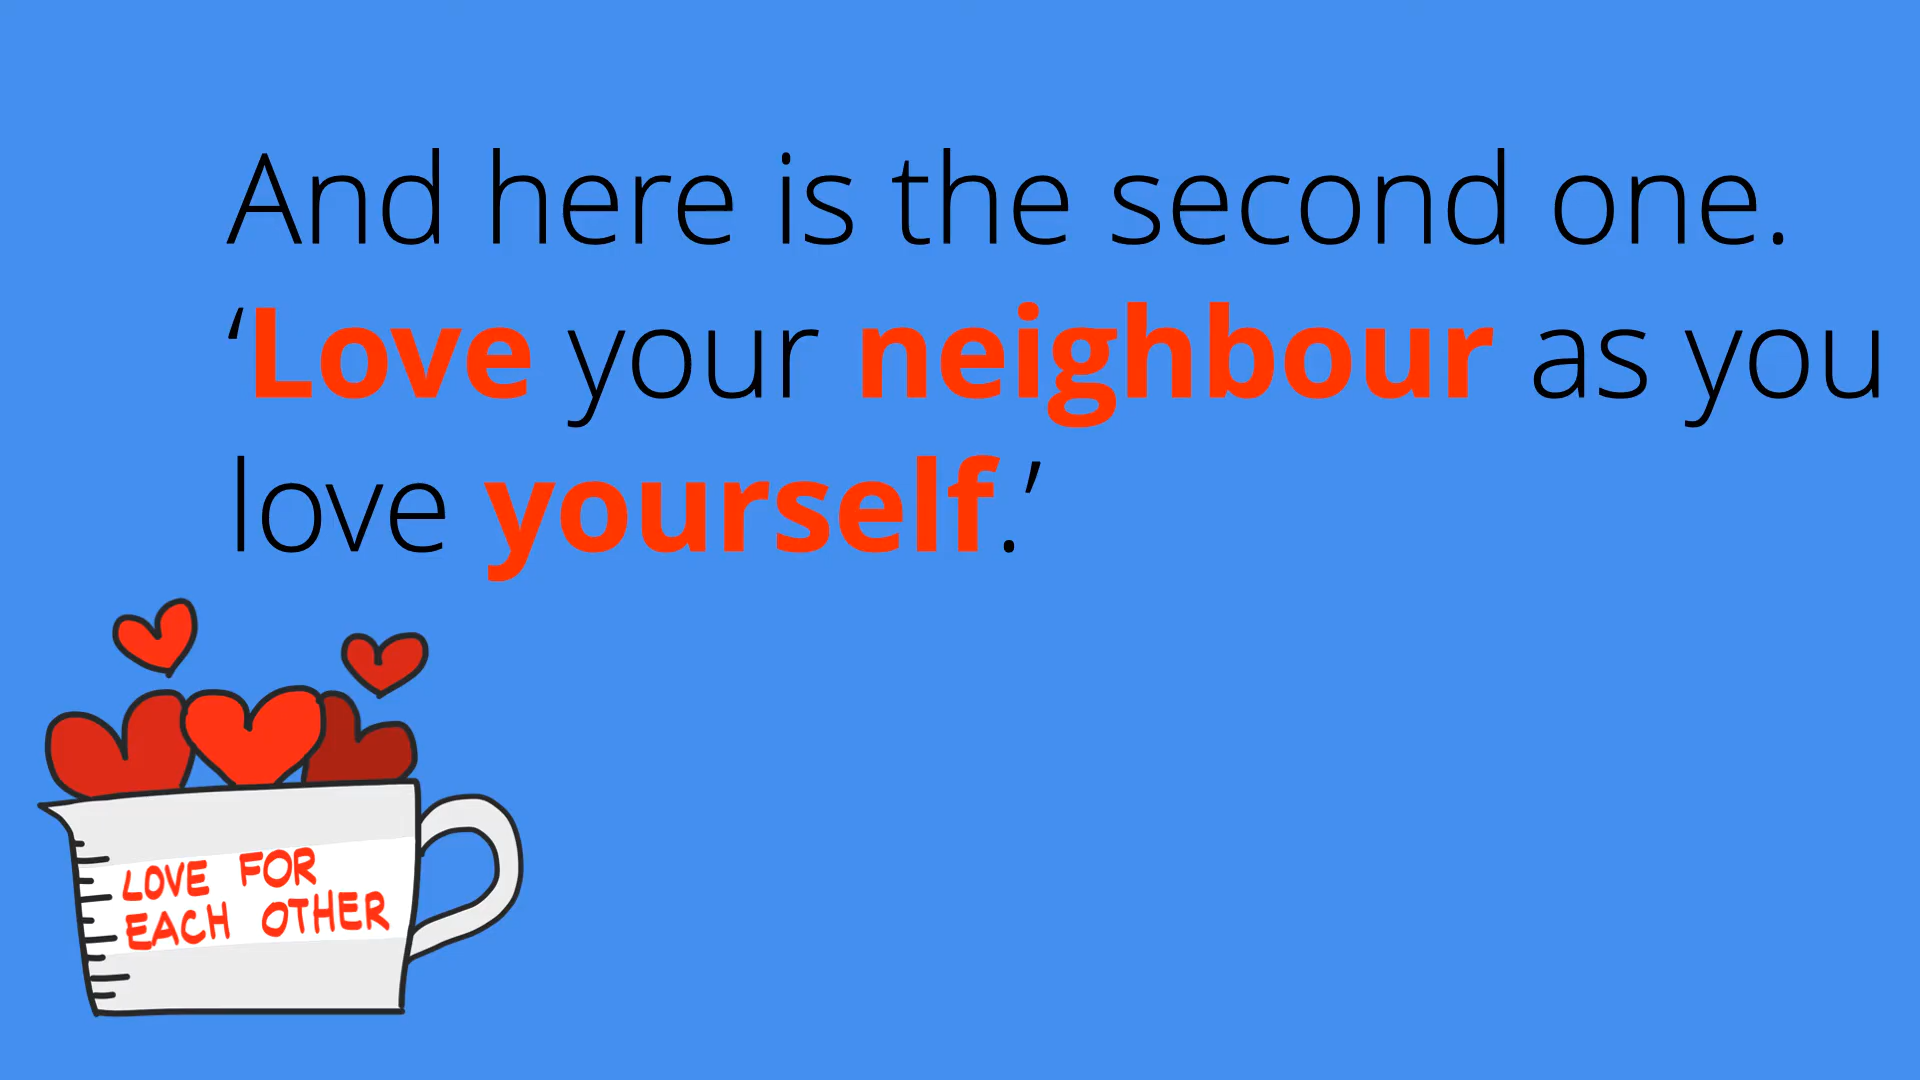 And here is the second one.
‘Love your neighbour as you
love yourself.’
LOVE FOR
EACH OTHER